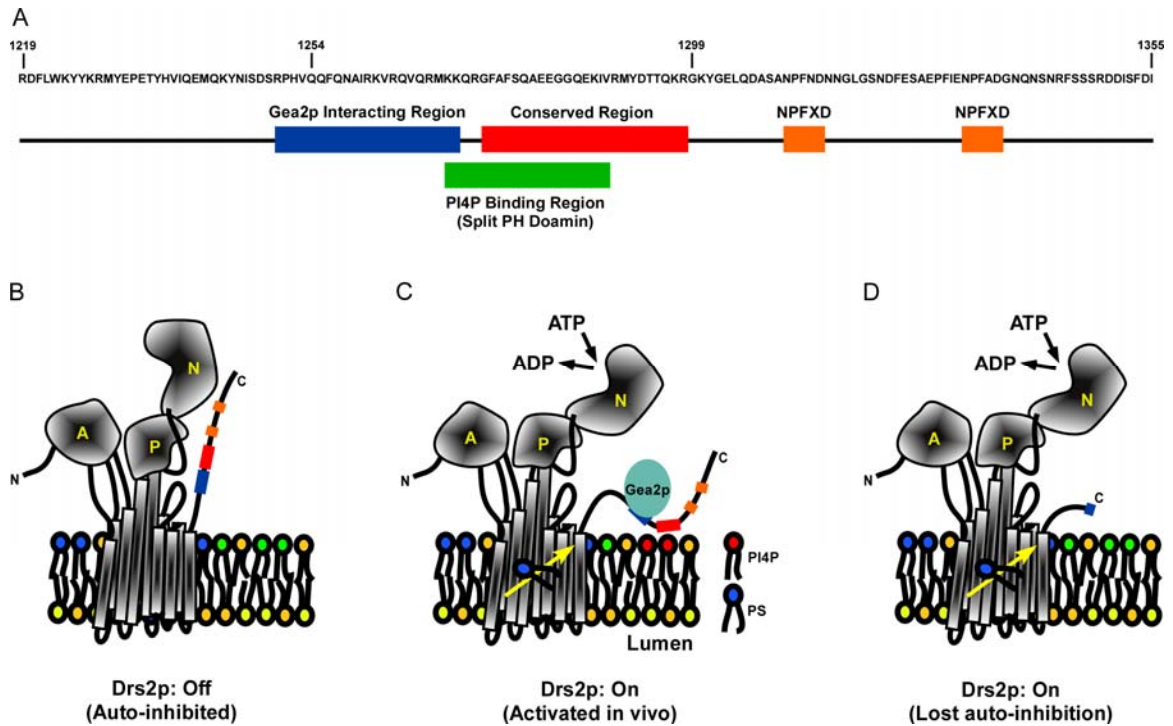 A
1219 1254 1299 1355
RDFLWKYYKRMYEPETYHVIQEMQKYNISDSRPHVQQFQNAIRKVRQVQRMKKQRGFAFSQAEEGGQEKIVRMYDTTQKRGKYGELQDASANPFNDNNGLGSNDFESAEPFIENPFADGNQNSNRFSSSRDDISFDI
Gea2p Interacting Region Conserved Region NPFXD NPFXD
PI4P Binding Region
(Split PH Doamin)
B C D
ATP ATP
ADP ADP
N N N
C C C
A P A P A P
Gea2p
N N N
PI4P
PS
Lumen
Drs2p: Off Drs2p: On Drs2p: On
(Auto-inhibited) (Activated in vivo) (Lost auto-inhibition)